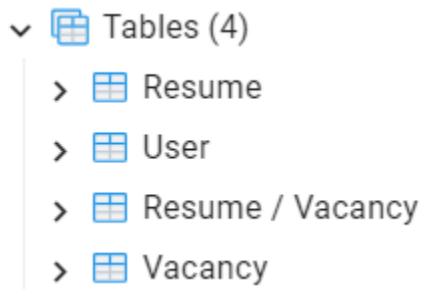 Tables (4)
Resume
User
Resume / Vacancy
Vacancy